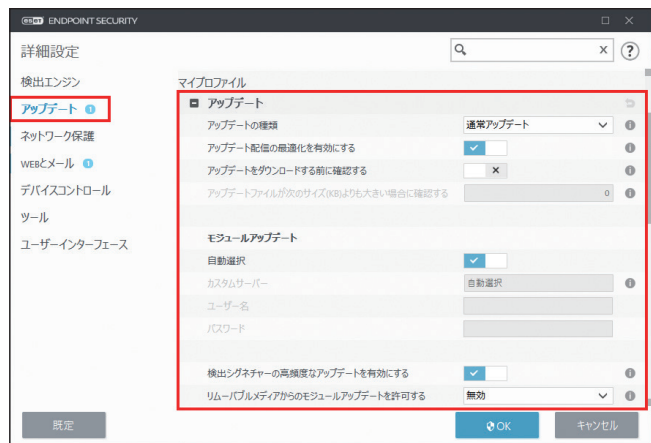 eset ENDPOINT SECURITY
詳細設定
検出エンジン
アップデート 1
ネットワーク保護
WEBとメール 1
デバイスコントロール
ツール
ユーザーインターフェース
マイプロファイル
アップデート
アップデートの種類 通常アップデート
アップデート配信の最適化を有効にする
アップデートをダウンロードする前に確認する
アップデートファイルが次のサイズ(KB)よりも大きい場合に確認する 0
モジュールアップデート
自動選択
カスタムサーバー 自動選択
ユーザー名
パスワード
検出シグネチャーの高頻度なアップデートを有効にする
リムーバブルメディアからのモジュールアップデートを許可する 無効
既定
OK
キャンセル